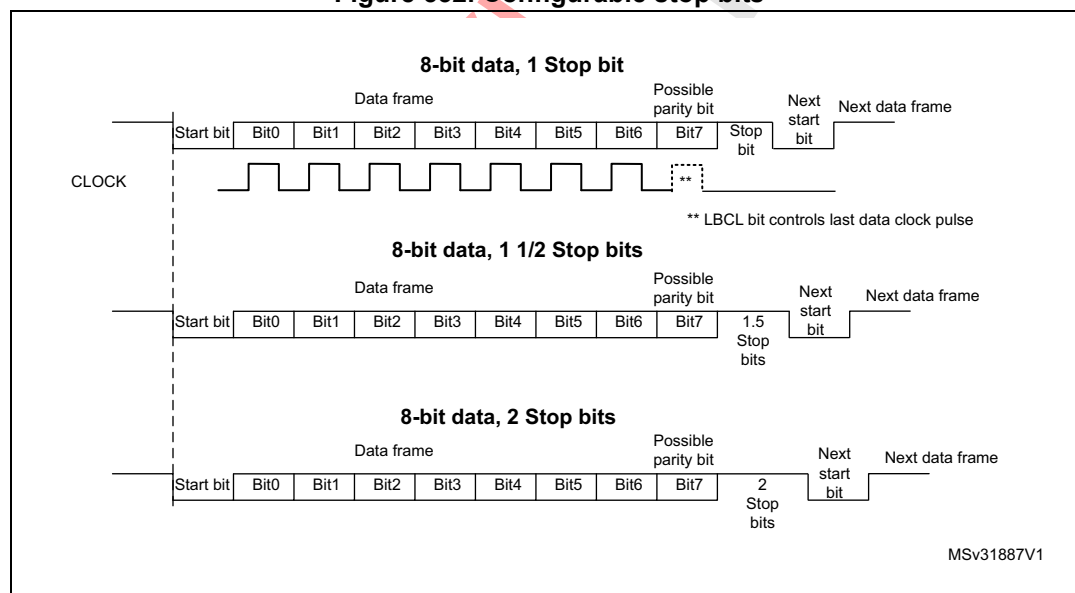 8-bit data, 1 Stop bit
Data frame
Possible
parity bit
Next
start
bit
Next data frame
Start bit Bit0 Bit1 Bit2 Bit3 Bit4 Bit5 Bit6 Bit7 Stop
bit
CLOCK
**
** LBCL bit controls last data clock pulse
8-bit data, 1 1/2 Stop bits
Data frame
Possible
parity bit
Next
start
bit
Next data frame
Start bit Bit0 Bit1 Bit2 Bit3 Bit4 Bit5 Bit6 Bit7 1.5
Stop
bits
8-bit data, 2 Stop bits
Data frame
Possible
parity bit
Next
start
bit
Next data frame
Start bit Bit0 Bit1 Bit2 Bit3 Bit4 Bit5 Bit6 Bit7 2
Stop
bits
MSv31887V1